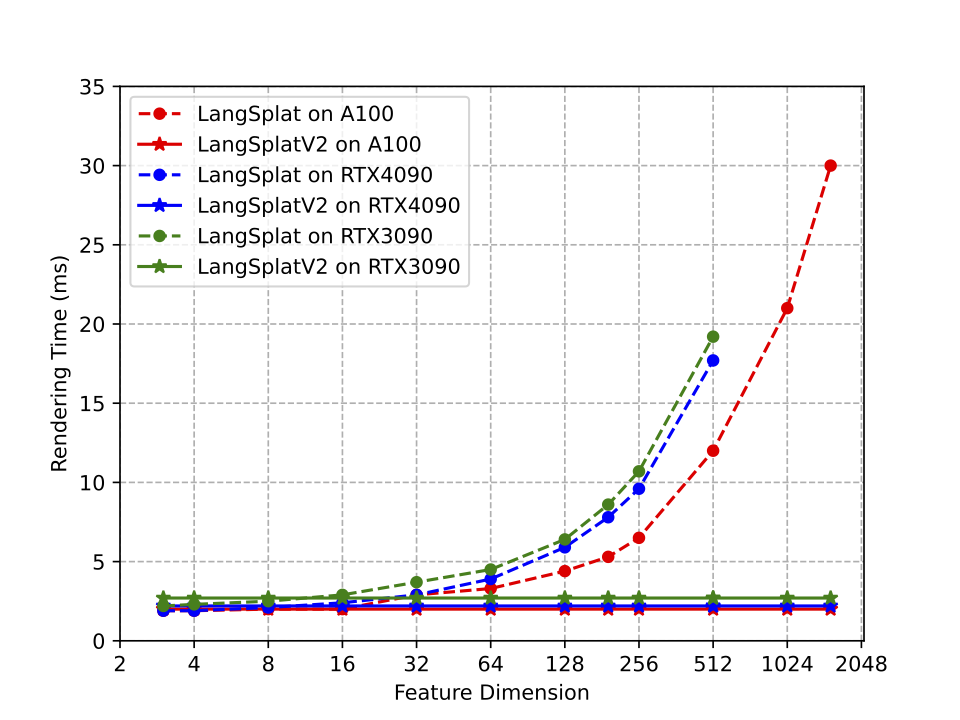 35
30
25
20
15
10
5
0
Rendering Time (ms)
LangSplat on A100
LangSplatV2 on A100
LangSplat on RTX4090
LangSplatV2 on RTX4090
LangSplat on RTX3090
LangSplatV2 on RTX3090
2 4 8 16 32 64 128 256 512 1024 2048
Feature Dimension